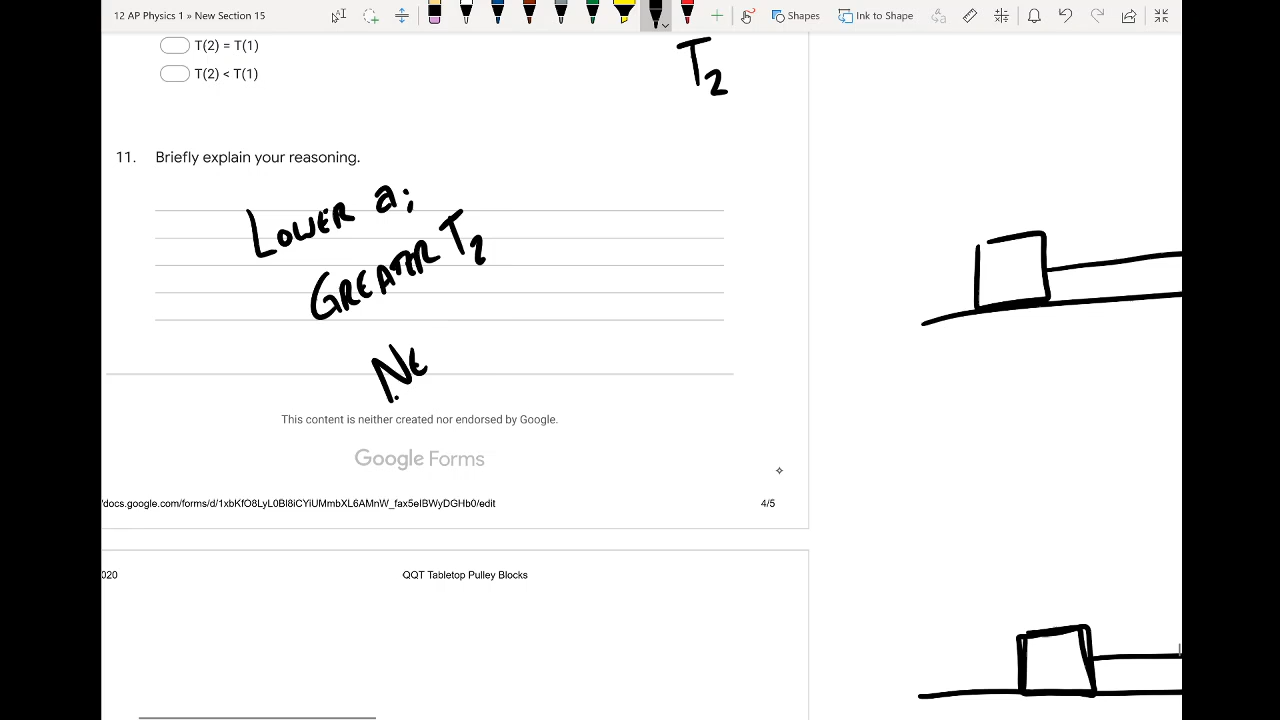 12 AP Physics 1 » New Section 15
Shapes
Ink to Shape
T(2) = T(1)
T(2) < T(1)
T2
11. Briefly explain your reasoning.
LOWER a;
GREATER T2
NE
This content is neither created nor endorsed by Google.
Google Forms
/docs.google.com/forms/d/1xbKfO8LyL0Bl8iCYiUMmbXL6AMnW_fax5eIBWyDGHb0/edit
4/5
020
QQT Tabletop Pulley Blocks